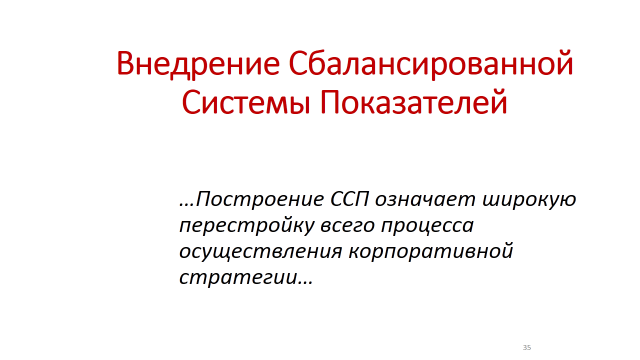 Внедрение Сбалансированной
Системы Показателей
…Построение ССП означает широкую
перестройку всего процесса
осуществления корпоративной
стратегии…
35